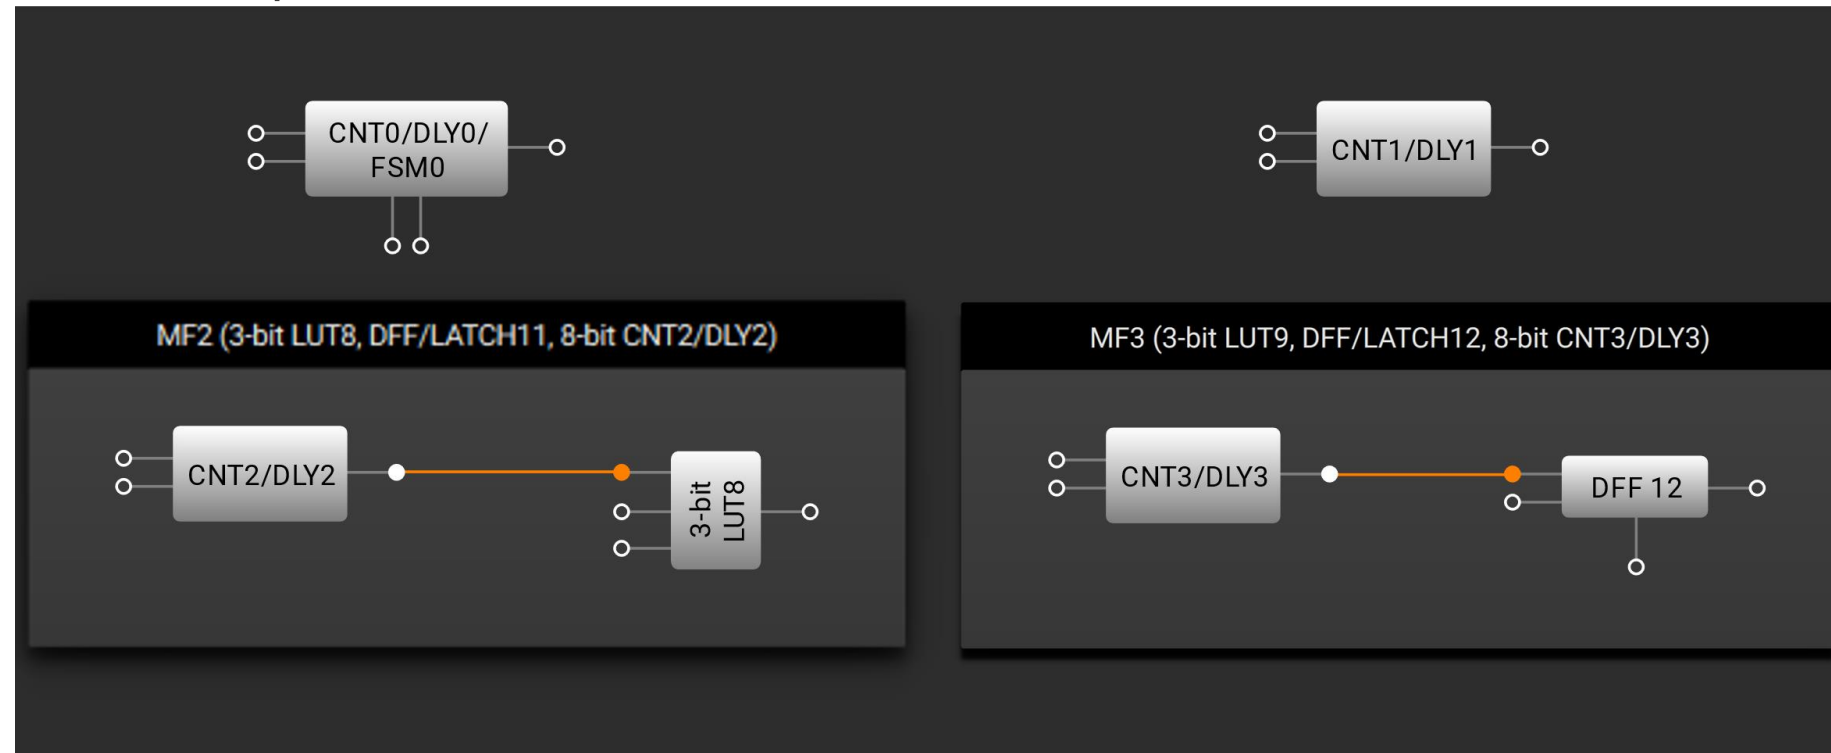 CNT0/DLY0/
FSM0
CNT1/DLY1
MF2 (3-bit LUT8, DFF/LATCH11, 8-bit CNT2/DLY2)
MF3 (3-bit LUT9, DFF/LATCH12, 8-bit CNT3/DLY3)
CNT2/DLY2
3-bit
LUT8
CNT3/DLY3
DFF 12